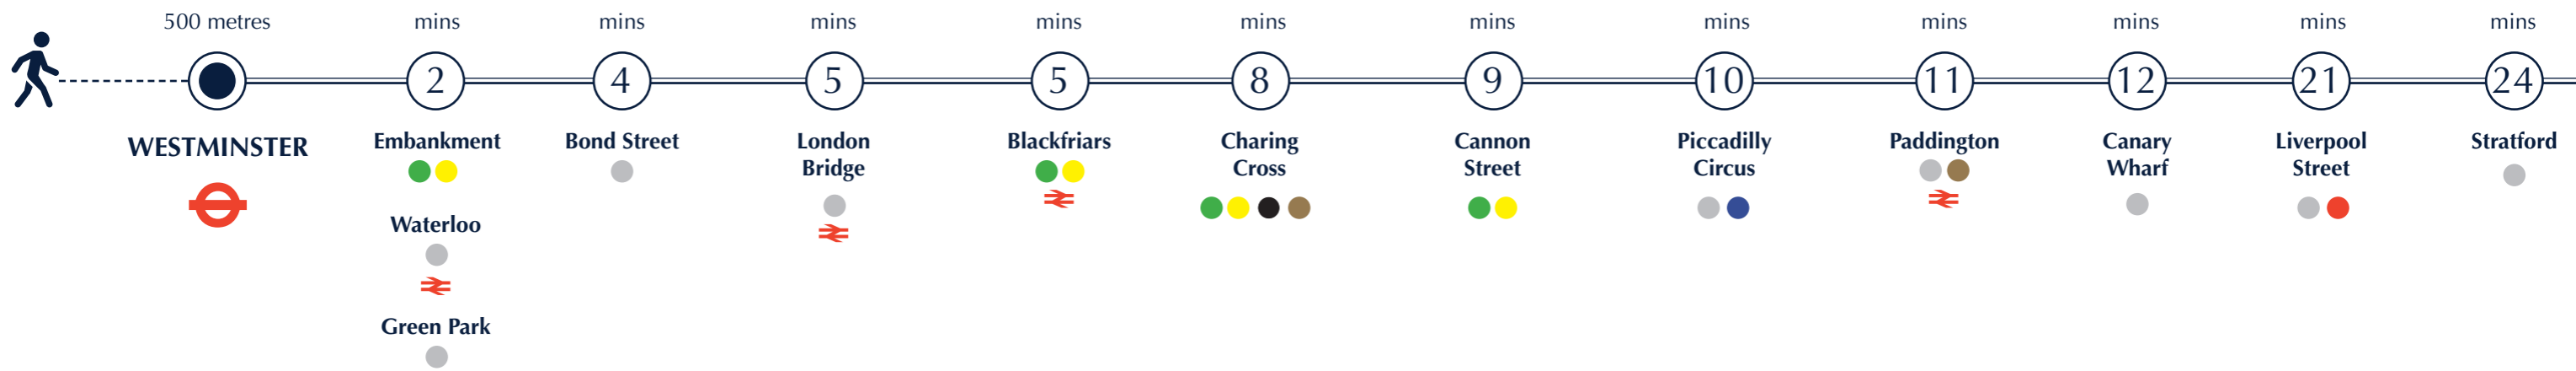 500 metres
mins
mins
mins
mins
mins
mins
mins
mins
mins
mins
mins
2
4
5
5
8
9
10
11
12
21
24
WESTMINSTER
Embankment
Waterloo
Green Park
Bond Street
London
Bridge
Blackfriars
Charing
Cross
Cannon
Street
Piccadilly
Circus
Paddington
Canary
Wharf
Liverpool
Street
Stratford